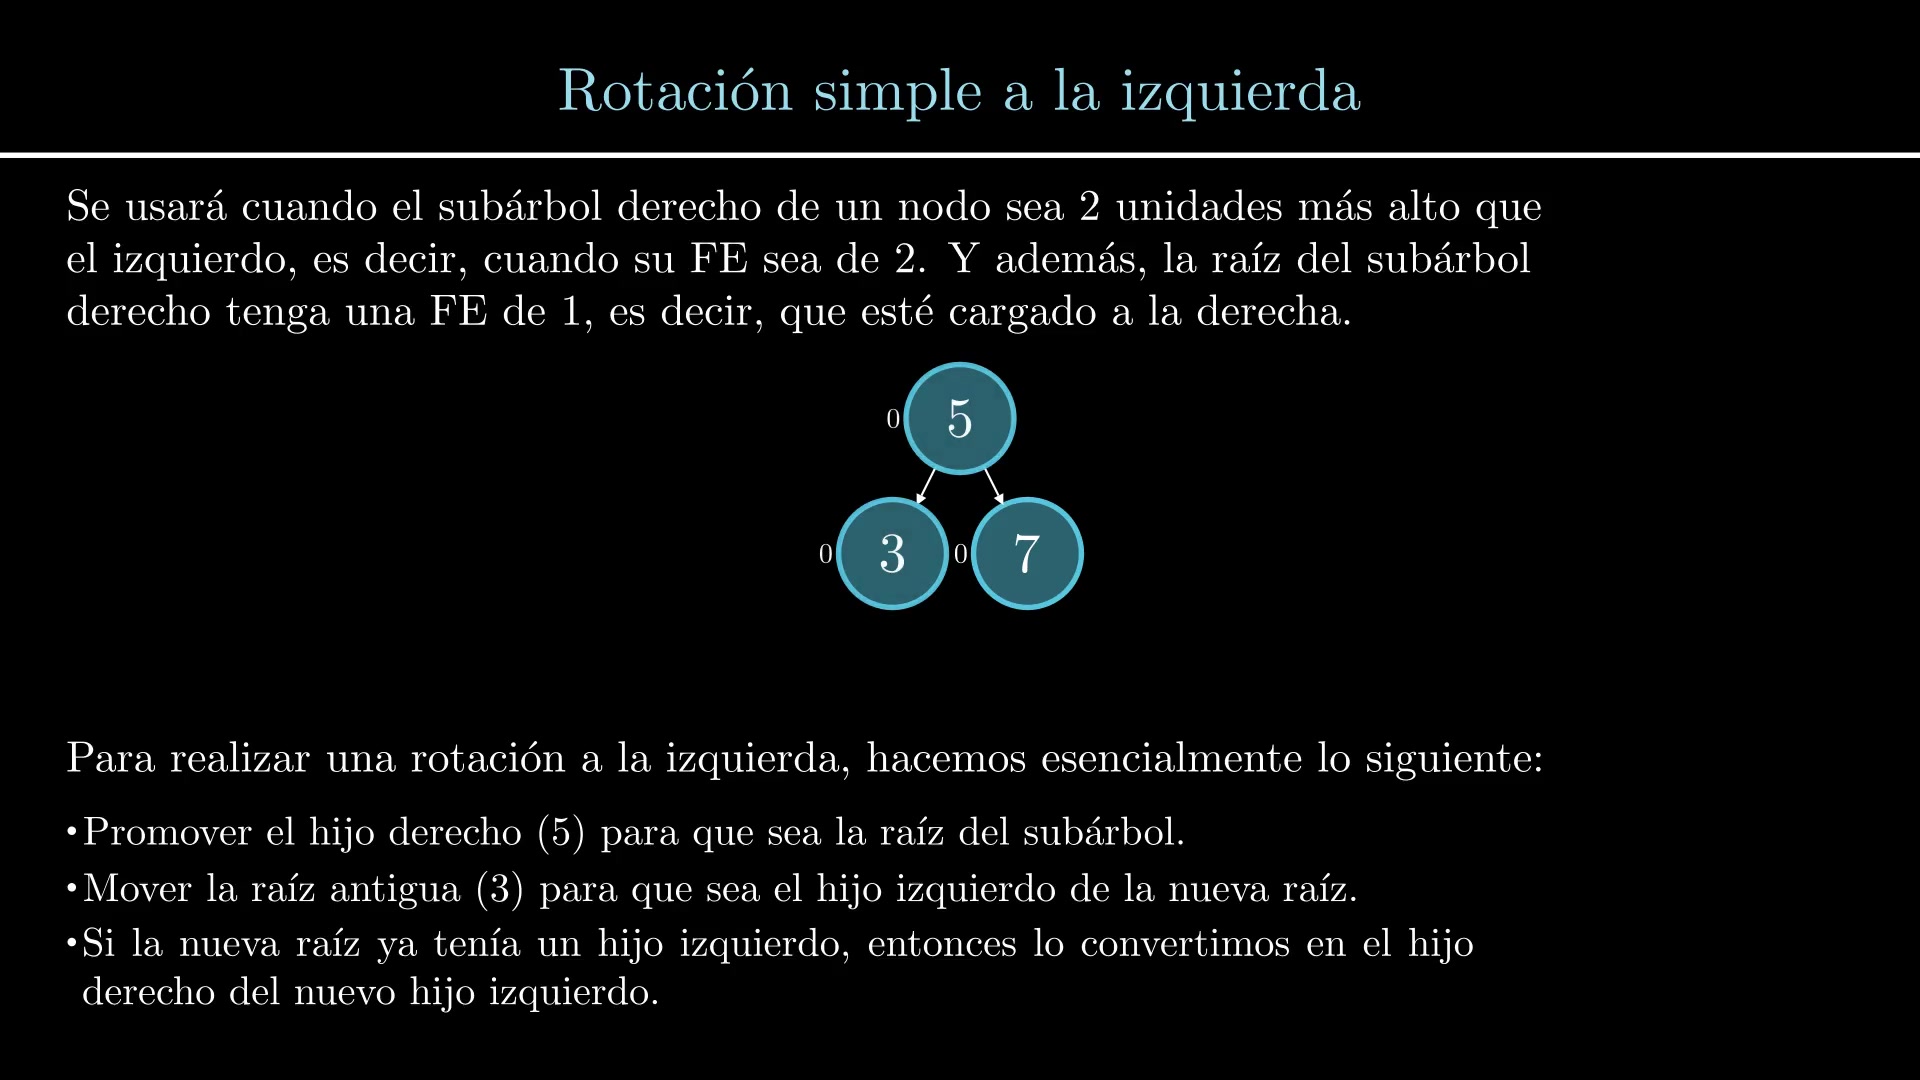 Rotación simple a la izquierda
Se usará cuando el subárbol derecho de un nodo sea 2 unidades más alto que
el izquierdo, es decir, cuando su FE sea de 2. Y además, la raíz del subárbol
derecho tenga una FE de 1, es decir, que esté cargado a la derecha.
0 5
0 3 0 7
Para realizar una rotación a la izquierda, hacemos esencialmente lo siguiente:
•Promover el hijo derecho (5) para que sea la raíz del subárbol.
•Mover la raíz antigua (3) para que sea el hijo izquierdo de la nueva raíz.
•Si la nueva raíz ya tenía un hijo izquierdo, entonces lo convertimos en el hijo
derecho del nuevo hijo izquierdo.